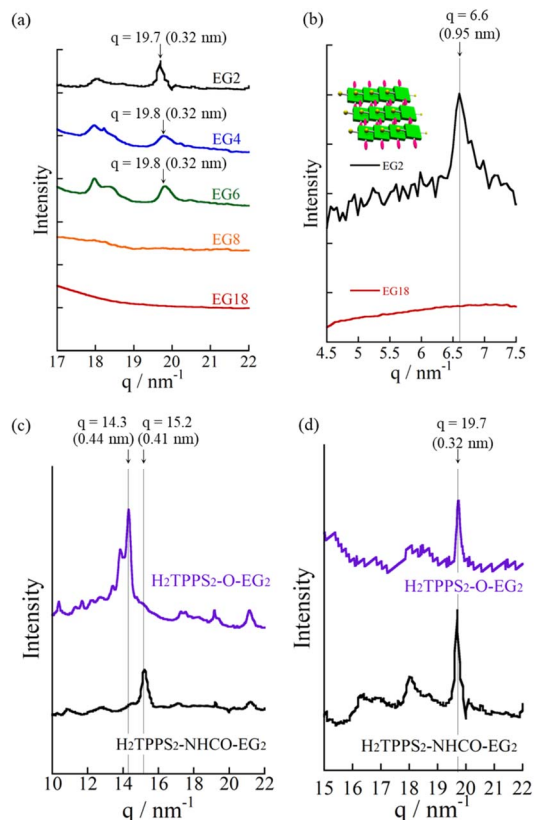 (a)
q = 19.7 (0.32 nm)
EG2
q = 19.8 (0.32 nm)
EG4
q = 19.8 (0.32 nm)
EG6
EG8
EG18
Intensity
17 18 19 20 21 22
q / nm⁻¹
(b)
q = 6.6
(0.95 nm)
EG2
EG18
Intensity
4.5 5 5.5 6 6.5 7 7.5
q / nm⁻¹
(c)
q = 14.3 q = 15.2
(0.44 nm) (0.41 nm)
H₂TPPS₂-O-EG₂
H₂TPPS₂-NHCO-EG₂
Intensity
10 12 14 16 18 20 22
q / nm⁻¹
(d)
q = 19.7
(0.32 nm)
H₂TPPS₂-O-EG₂
H₂TPPS₂-NHCO-EG₂
Intensity
15 16 17 18 19 20 21 22
q / nm⁻¹